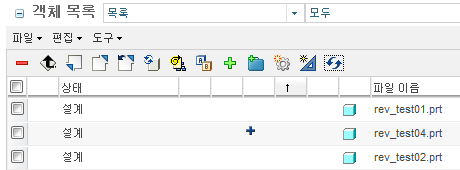 객체 목록 목록 모두
파일 편집 도구
상태 파일 이름
설계 rev_test01.prt
설계 rev_test04.prt
설계 rev_test02.prt